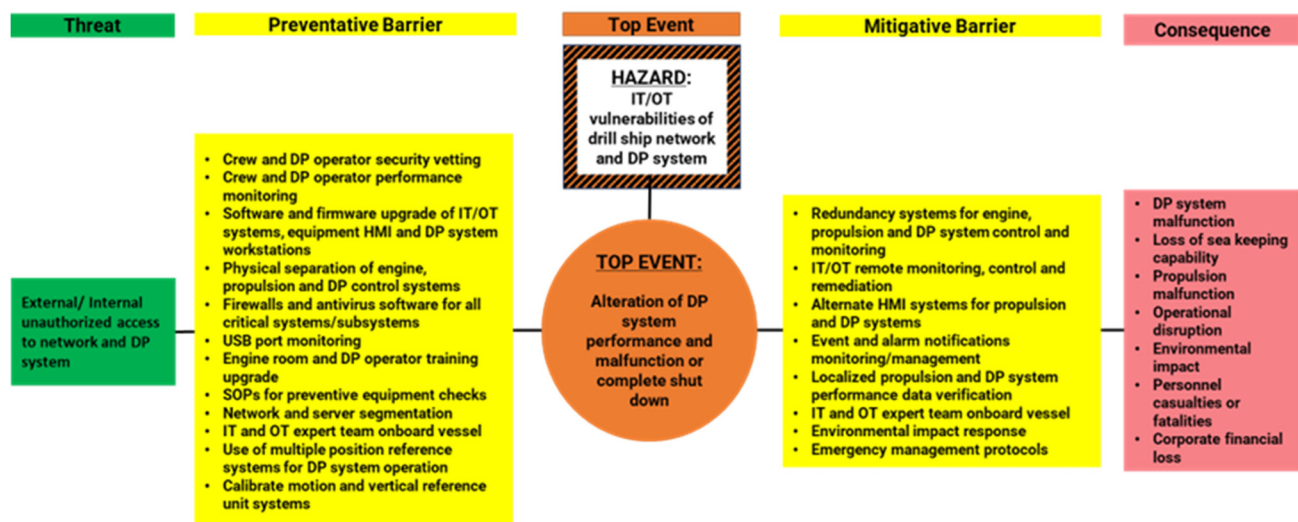 Threat
Preventative Barrier
Top Event
Mitigative Barrier
Consequence
HAZARD:
IT/OT
vulnerabilities of
drill ship network
and DP system
External/ Internal
unauthorized access
to network and DP
system
• Crew and DP operator security vetting
• Crew and DP operator performance
monitoring
• Software and firmware upgrade of IT/OT
systems, equipment HMI and DP system
workstations
• Physical separation of engine,
propulsion and DP control systems
• Firewalls and antivirus software for all
critical systems/subsystems
• USB port monitoring
• Engine room and DP operator training
upgrade
• SOPs for preventive equipment checks
• Network and server segmentation
• IT and OT expert team onboard vessel
• Use of multiple position reference
systems for DP system operation
• Calibrate motion and vertical reference
unit systems
TOP EVENT:
Alteration of DP
system
performance and
malfunction or
complete shut
down
• Redundancy systems for engine,
propulsion and DP system control and
monitoring
• IT/OT remote monitoring, control and
remediation
• Alternate HMI systems for propulsion
and DP systems
• Event and alarm notifications
monitoring/management
• Localized propulsion and DP system
performance data verification
• IT and OT expert team onboard vessel
• Environmental impact response
• Emergency management protocols
• DP system
malfunction
• Loss of sea keeping
capability
• Propulsion
malfunction
• Operational
disruption
• Environmental
impact
• Personnel
casualties or
fatalities
• Corporate financial
loss